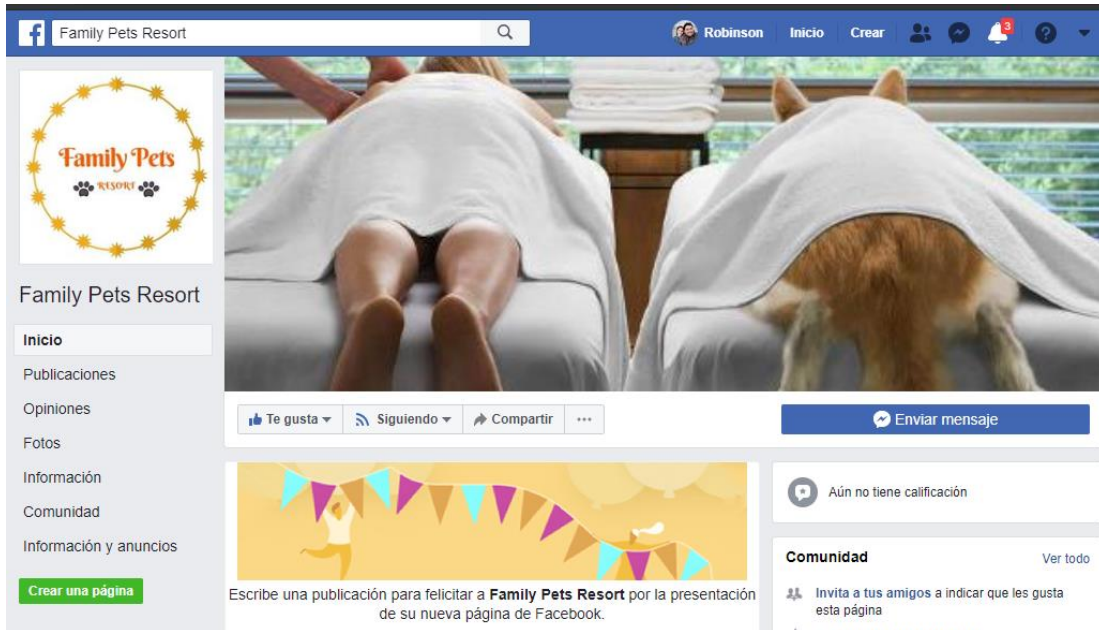 Family Pets Resort
Robinson
Inicio
Crear
3
Family Pets
RESORT
Family Pets Resort
Inicio
Publicaciones
Opiniones
Fotos
Información
Comunidad
Información y anuncios
Crear una página
Te gusta
Siguiendo
Compartir
Enviar mensaje
Escribe una publicación para felicitar a Family Pets Resort por la presentación
de su nueva página de Facebook.
Aún no tiene calificación
Comunidad
Ver todo
Invita a tus amigos a indicar que les gusta
esta página